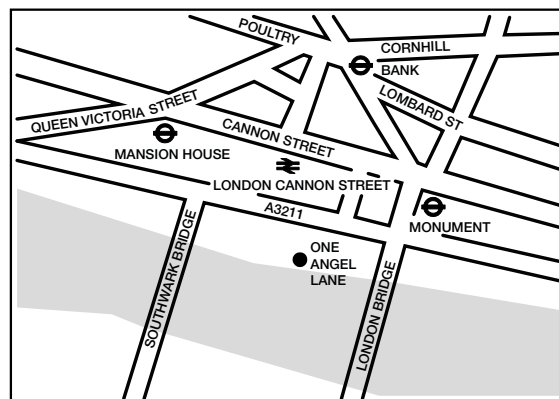 POULTRY
CORNHILL
BANK
LOMBARD ST
QUEEN VICTORIA STREET
CANNON STREET
MANSION HOUSE
LONDON CANNON STREET
A3211
MONUMENT
ONE
ANGEL
LANE
SOUTHWARK BRIDGE
LONDON BRIDGE